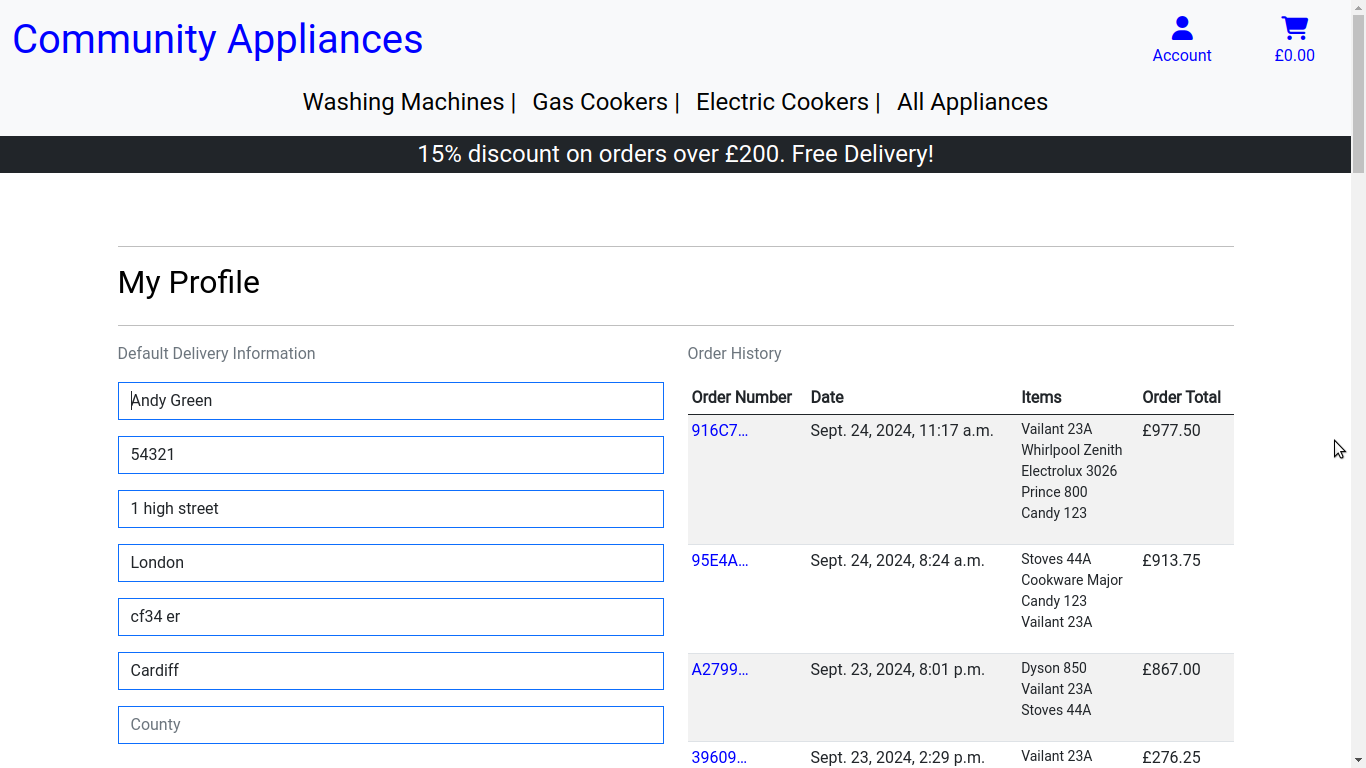 Community Appliances
Account
£0.00
Washing Machines |
Gas Cookers |
Electric Cookers |
All Appliances
15% discount on orders over £200. Free Delivery!
My Profile
Default Delivery Information
Andy Green
54321
1 high street
London
cf34 er
Cardiff
County
Order History
Order Number Date Items Order Total
916C7… Sept. 24, 2024, 11:17 a.m. Vailant 23A £977.50
Whirlpool Zenith
Electrolux 3026
Prince 800
Candy 123
95E4A… Sept. 24, 2024, 8:24 a.m. Stoves 44A £913.75
Cookware Major
Candy 123
Vailant 23A
A2799… Sept. 23, 2024, 8:01 p.m. Dyson 850 £867.00
Vailant 23A
Stoves 44A
39609… Sept. 23, 2024, 2:29 p.m. Vailant 23A £276.25